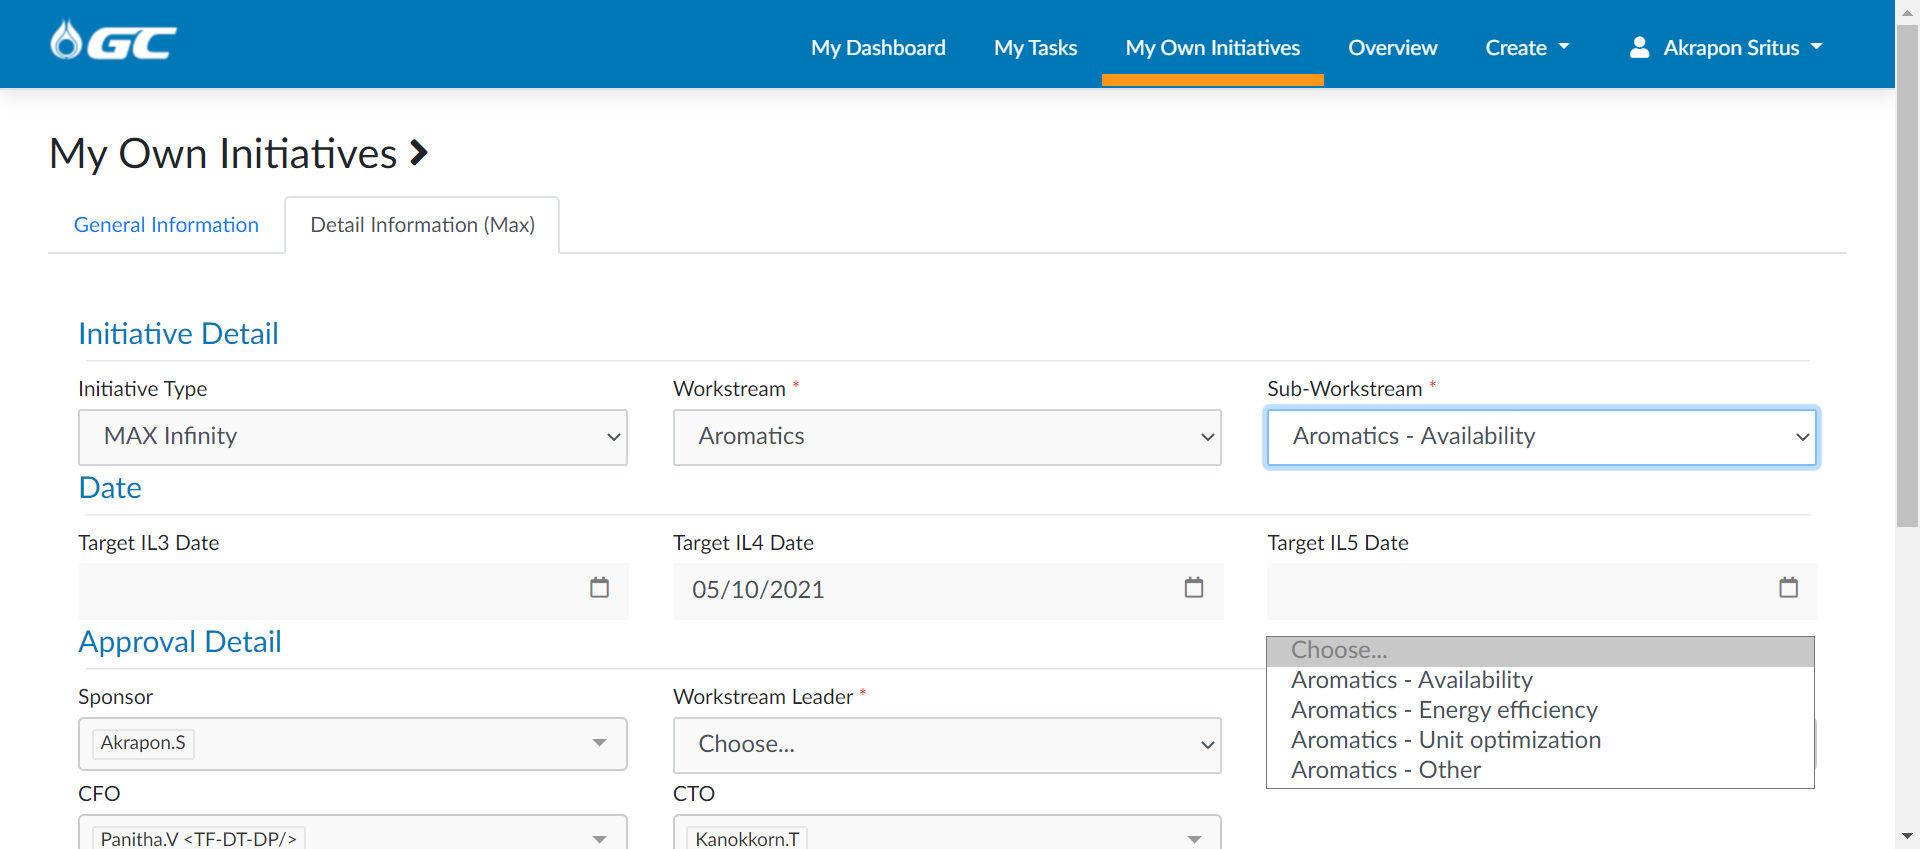 GC
My Dashboard
My Tasks
My Own Initiatives
Overview
Create
Akrapon Sritus
My Own Initiatives
General Information
Detail Information (Max)
Initiative Detail
Initiative Type
Workstream *
Sub-Workstream *
MAX Infinity
Aromatics
Aromatics - Availability
Date
Target IL3 Date
Target IL4 Date
Target IL5 Date
05/10/2021
Approval Detail
Choose...
Aromatics - Availability
Aromatics - Energy efficiency
Aromatics - Unit optimization
Aromatics - Other
Sponsor
Workstream Leader *
Akrapon.S
Choose...
CFO
CTO
Panitha.V <TF-DT-DP/>
Kanokkorn.T